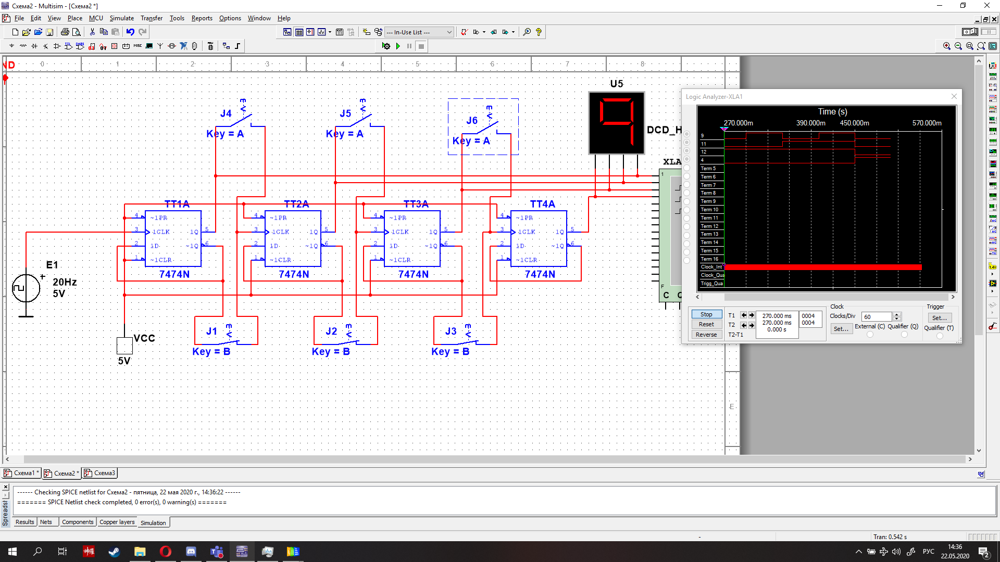 Схема2 - Multisim - [Схема2 *]
File Edit View Place MCU Simulate Transfer Tools Reports Options Window Help
--- In-Use List ---
0 1 2 3 4 5 6 7 8
U5
J4
Key = A
J5
Key = A
J6
Key = A
DCD_H
XLA
1
F
C
TT1A
4 ~1PR
3 1CLK 1Q 5
2 1D ~1Q 6
1 ~1CLR
7474N
TT2A
4 ~1PR
3 1CLK 1Q 5
2 1D ~1Q 6
1 ~1CLR
7474N
TT3A
4 ~1PR
3 1CLK 1Q 5
2 1D ~1Q 6
1 ~1CLR
7474N
TT4A
4 ~1PR
3 1CLK 1Q 5
2 1D ~1Q 6
1 ~1CLR
7474N
E1
20Hz
5V
J1
Key = B
J2
Key = B
J3
Key = B
VCC
5V
E
Logic Analyzer-XLA1
Time (s)
270.000m 390.000m 450.000m 570.000m
9
11
12
4
Term 5
Term 6
Term 7
Term 8
Term 9
Term 10
Term 11
Term 12
Term 13
Term 14
Term 15
Term 16
Clock_Int
Clock_Qua
Trigg_Qua
Stop
Reset
Reverse
T1
T2
T2-T1
270.000 ms
270.000 ms
0.000 s
0004
0004
Clock
Clocks/Div 60
Set... External (C) Qualifier (Q)
Trigger
Set...
Qualifier (T)
Схема1 * Схема2 * Схема3
------ Checking SPICE netlist for Схема2 - пятница, 22 мая 2020 г., 14:36:22 ------
======= SPICE Netlist check completed, 0 error(s), 0 warning(s) =======
Results Nets Components Copper layers Simulation
Spreadsl
- Tran: 0.542 s
РУС
14:36
22.05.2020
2